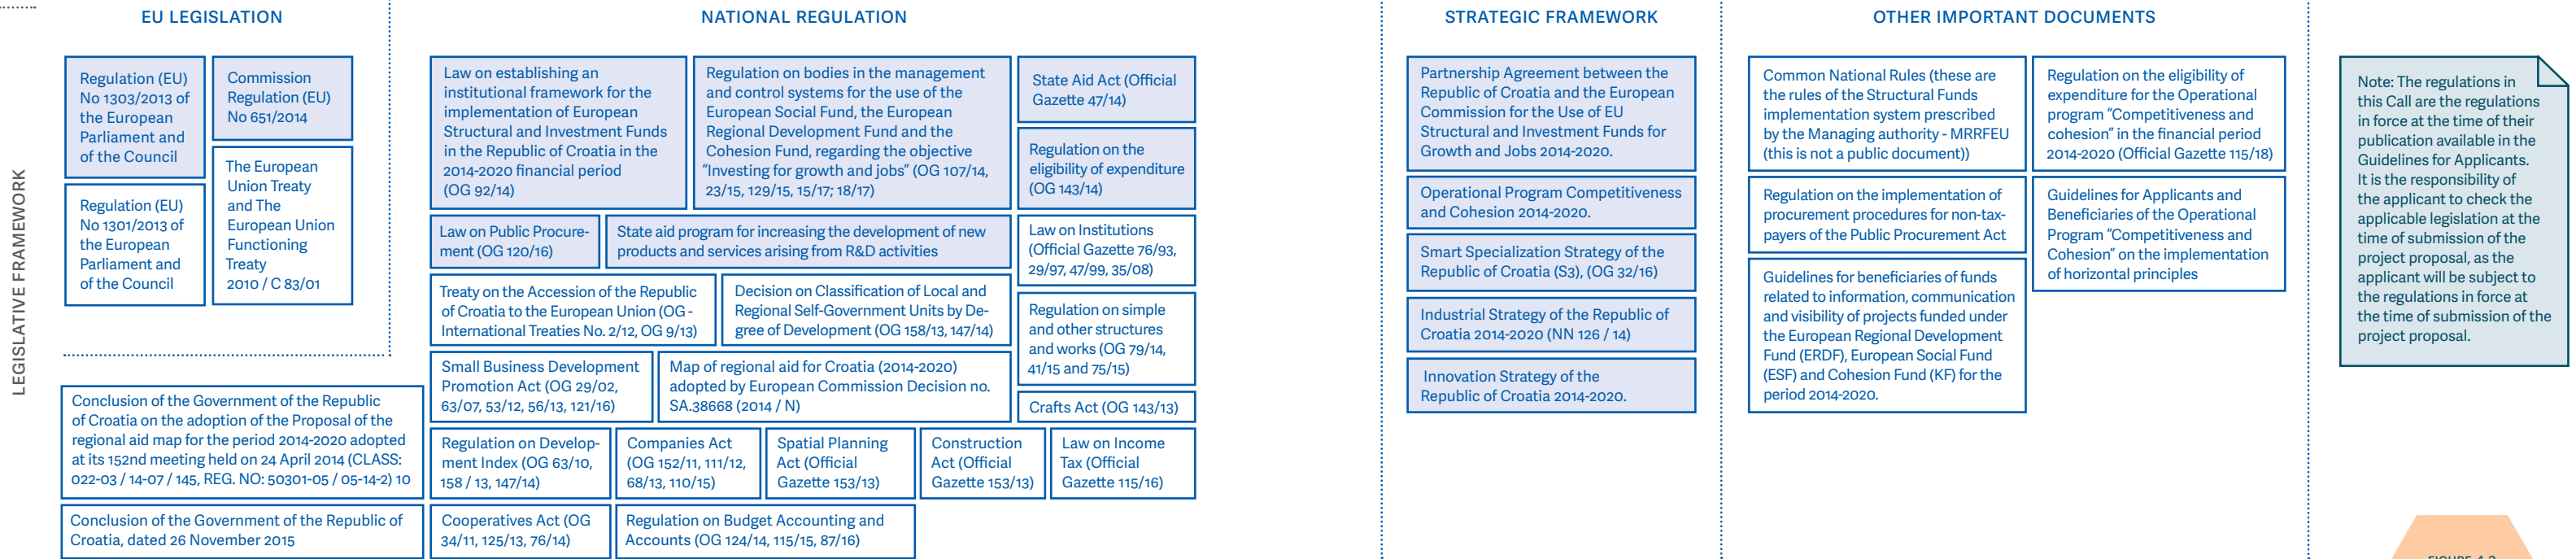 LEGISLATIVE FRAMEWORK
EU LEGISLATION
Regulation (EU)
No 1303/2013 of
the European
Parliament and
of the Council
Commission
Regulation (EU)
No 651/2014
Regulation (EU)
No 1301/2013 of
the European
Parliament and
of the Council
The European
Union Treaty
and The
European Union
Functioning
Treaty
2010 / C 83/01
NATIONAL REGULATION
Law on establishing an
institutional framework for the
implementation of European
Structural and Investment Funds
in the Republic of Croatia in the
2014-2020 financial period
(OG 92/14)
Regulation on bodies in the management
and control systems for the use of the
European Social Fund, the European
Regional Development Fund and the
Cohesion Fund, regarding the objective
“Investing for growth and jobs” (OG 107/14,
23/15, 129/15, 15/17; 18/17)
State Aid Act (Official
Gazette 47/14)
Regulation on the
eligibility of expenditure
(OG 143/14)
Law on Public Procure-
ment (OG 120/16)
State aid program for increasing the development of new
products and services arising from R&D activities
Law on Institutions
(Official Gazette 76/93,
29/97, 47/99, 35/08)
Treaty on the Accession of the Republic
of Croatia to the European Union (OG -
International Treaties No. 2/12, OG 9/13)
Decision on Classification of Local and
Regional Self-Government Units by De-
gree of Development (OG 158/13, 147/14)
Regulation on simple
and other structures
and works (OG 79/14,
41/15 and 75/15)
Small Business Development
Promotion Act (OG 29/02,
63/07, 53/12, 56/13, 121/16)
Map of regional aid for Croatia (2014-2020)
adopted by European Commission Decision no.
SA.38668 (2014 / N)
Crafts Act (OG 143/13)
Conclusion of the Government of the Republic
of Croatia on the adoption of the Proposal of the
regional aid map for the period 2014-2020 adopted
at its 152nd meeting held on 24 April 2014 (CLASS:
022-03 / 14-07 / 145, REG. NO: 50301-05 / 05-14-2) 10
Regulation on Develop-
ment Index (OG 63/10,
158 / 13, 147/14)
Companies Act
(OG 152/11, 111/12,
68/13, 110/15)
Spatial Planning
Act (Official
Gazette 153/13)
Construction
Act (Official
Gazette 153/13)
Law on Income
Tax (Official
Gazette 115/16)
Conclusion of the Government of the Republic of
Croatia, dated 26 November 2015
Cooperatives Act (OG
34/11, 125/13, 76/14)
Regulation on Budget Accounting and
Accounts (OG 124/14, 115/15, 87/16)
STRATEGIC FRAMEWORK
Partnership Agreement between the
Republic of Croatia and the European
Commission for the Use of EU
Structural and Investment Funds for
Growth and Jobs 2014-2020.
Operational Program Competitiveness
and Cohesion 2014-2020.
Smart Specialization Strategy of the
Republic of Croatia (S3), (OG 32/16)
Industrial Strategy of the Republic of
Croatia 2014-2020 (NN 126 / 14)
Innovation Strategy of the
Republic of Croatia 2014-2020.
OTHER IMPORTANT DOCUMENTS
Common National Rules (these are
the rules of the Structural Funds
implementation system prescribed
by the Managing authority - MRRFEU
(this is not a public document))
Regulation on the eligibility of
expenditure for the Operational
program “Competitiveness and
cohesion” in the financial period
2014-2020 (Official Gazette 115/18)
Regulation on the implementation of
procurement procedures for non-tax-
payers of the Public Procurement Act
Guidelines for Applicants and
Beneficiaries of the Operational
Program “Competitiveness and
Cohesion” on the implementation
of horizontal principles
Guidelines for beneficiaries of funds
related to information, communication
and visibility of projects funded under
the European Regional Development
Fund (ERDF), European Social Fund
(ESF) and Cohesion Fund (KF) for the
period 2014-2020.
Note: The regulations in
this Call are the regulations
in force at the time of their
publication available in the
Guidelines for Applicants.
It is the responsibility of
the applicant to check the
applicable legislation at the
time of submission of the
project proposal, as the
applicant will be subject to
the regulations in force at
the time of submission of the
project proposal.